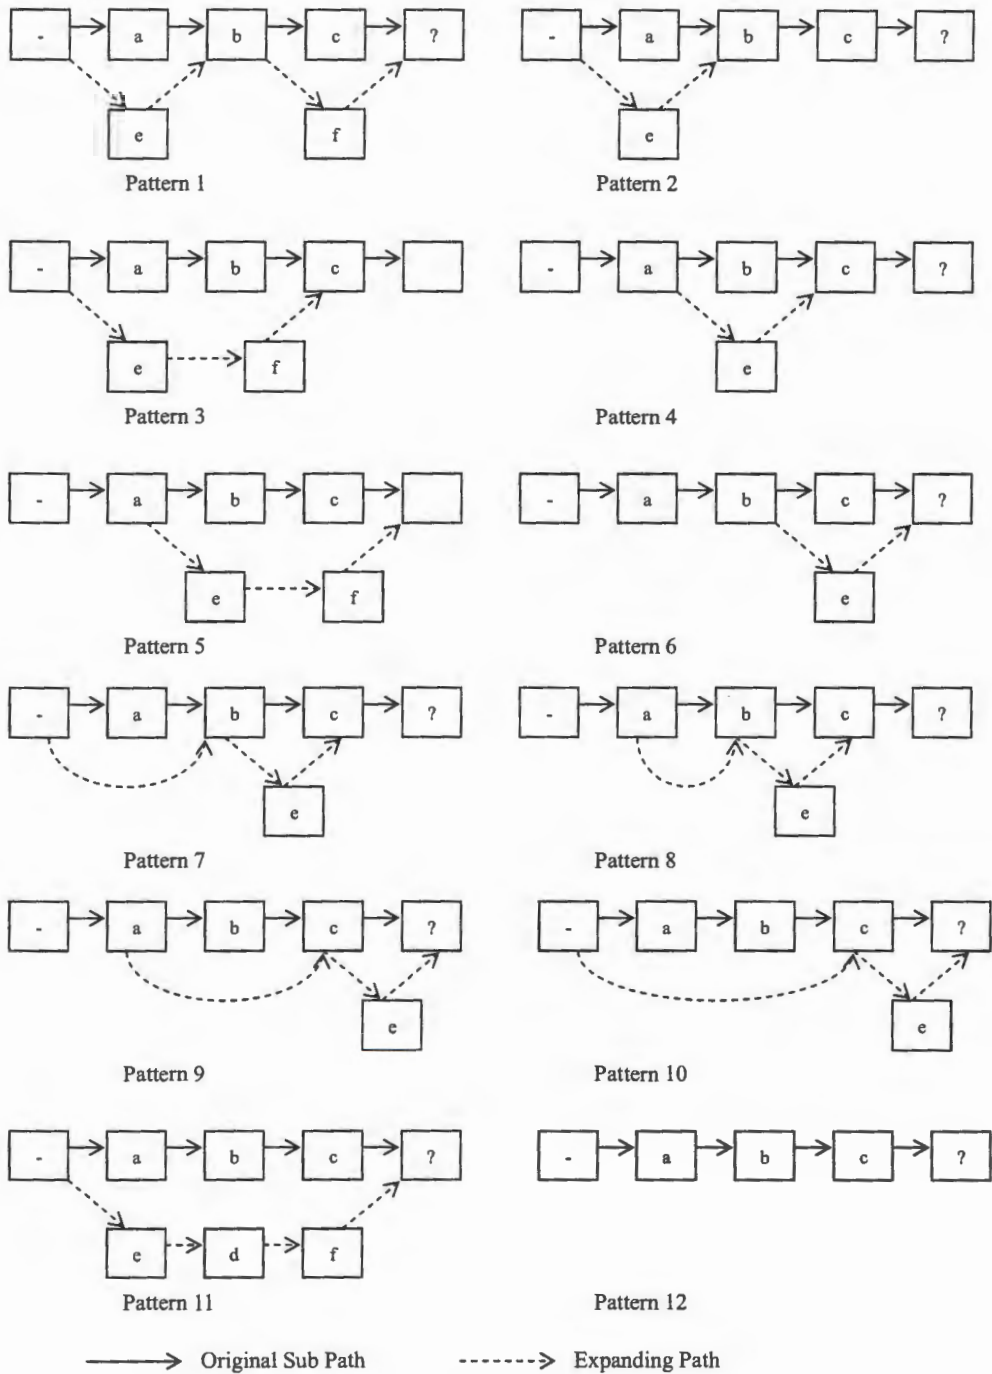 - a b c ? - a b c ?
e f e
Pattern 1 Pattern 2
- a b c - a b c ?
e f e
Pattern 3 Pattern 4
- a b c - a b c ?
e f e
Pattern 5 Pattern 6
- a b c ? - a b c ?
e e
Pattern 7 Pattern 8
- a b c ? - a b c ?
e e
Pattern 9 Pattern 10
- a b c ? - a b c ?
e d f
Pattern 11 Pattern 12
Original Sub Path Expanding Path